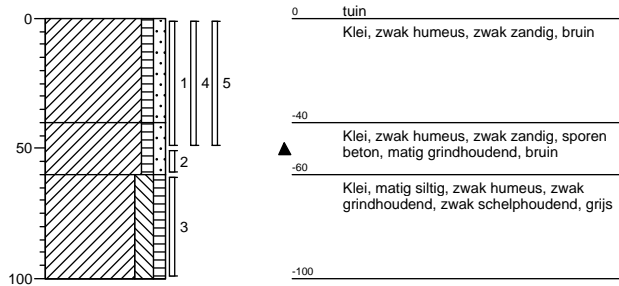 0
50
100
1
4
5
2
3
0
tuin
Klei, zwak humeus, zwak zandig, bruin
-40
Klei, zwak humeus, zwak zandig, sporen
beton, matig grindhoudend, bruin
-60
Klei, matig siltig, zwak humeus, zwak
grindhoudend, zwak schelphoudend, grijs
-100